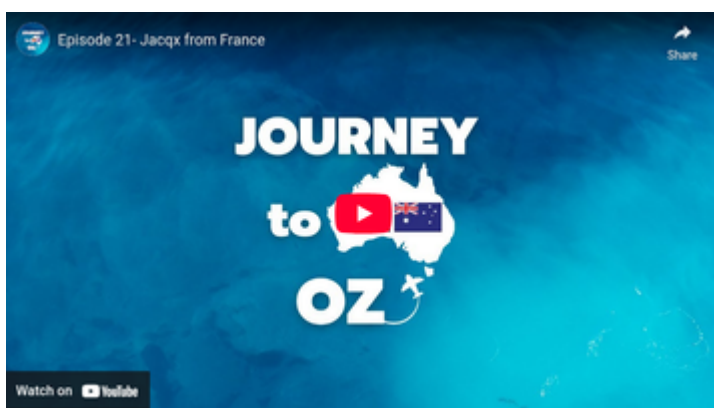 Episode 21- Jacqx from France
Share
JOURNEY
to
OZ
Watch on YouTube